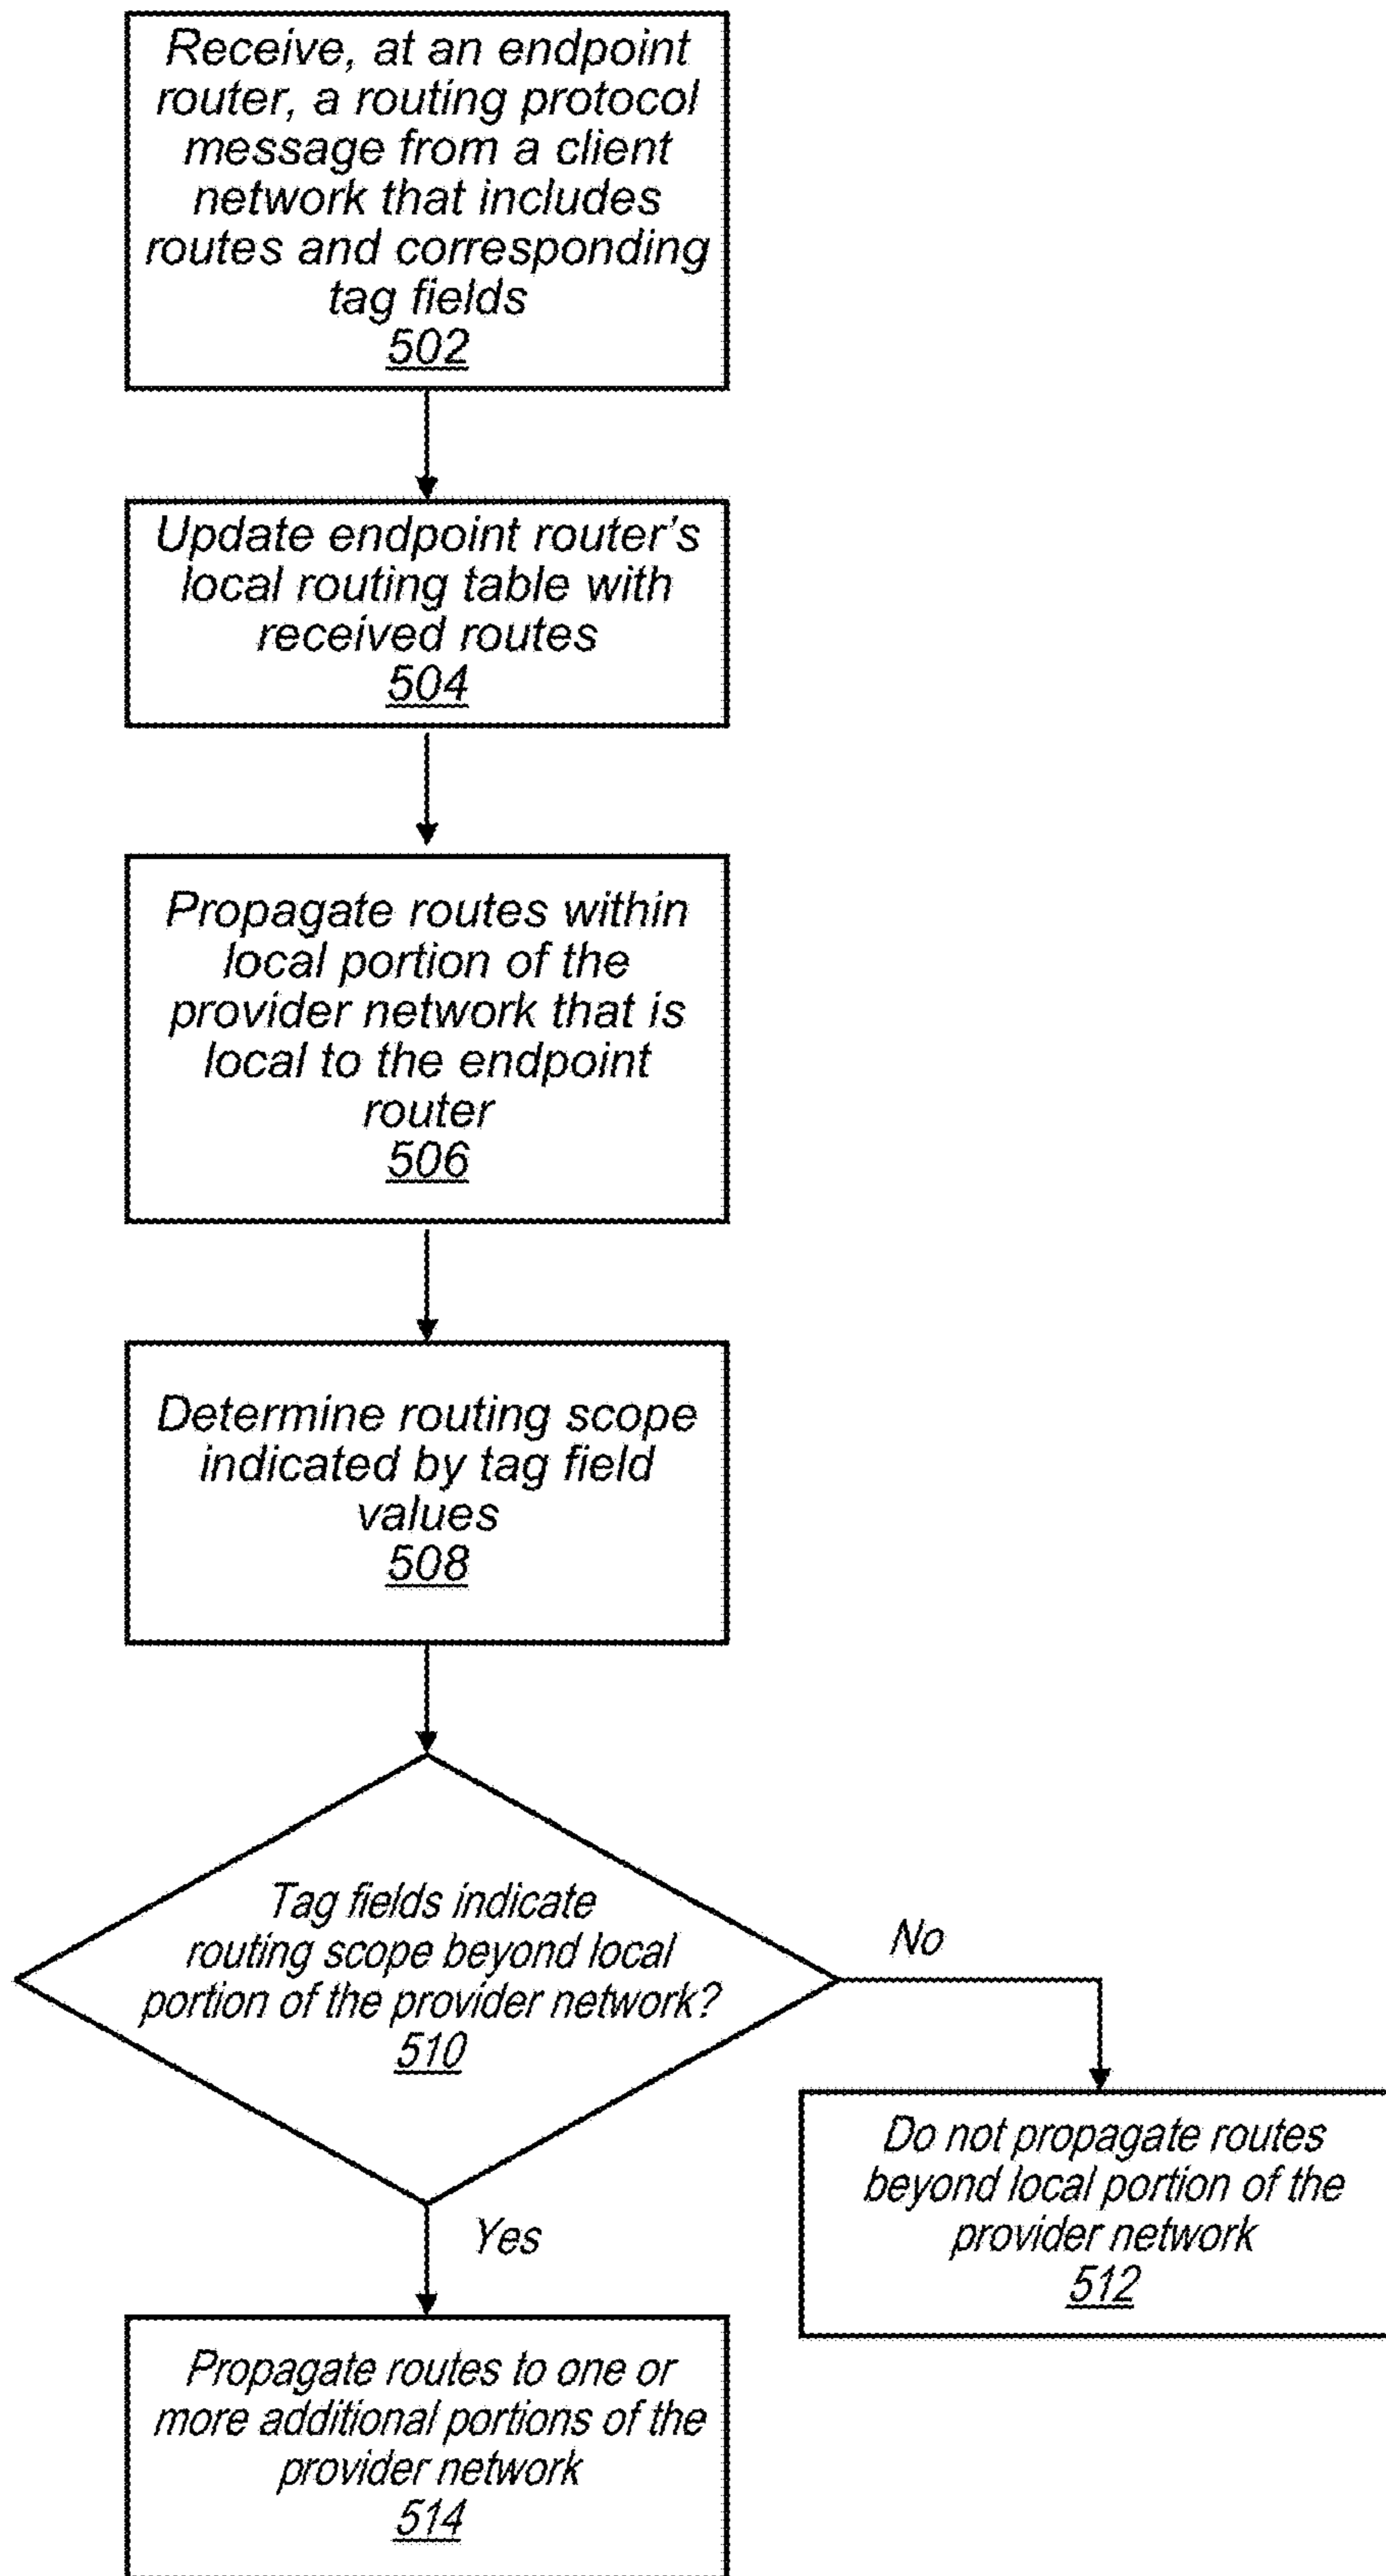 Receive, at an endpoint
router, a routing protocol
message from a client
network that includes
routes and corresponding
tag fields
502
Update endpoint router's
local routing table with
received routes
504
Propagate routes within
local portion of the
provider network that is
local to the endpoint
router
506
Determine routing scope
indicated by tag field
values
508
Tag fields indicate
routing scope beyond local
portion of the provider network?
510
No
Do not propagate routes
beyond local portion of the
provider network
512
Yes
Propagate routes to one or
more additional portions of the
provider network
514